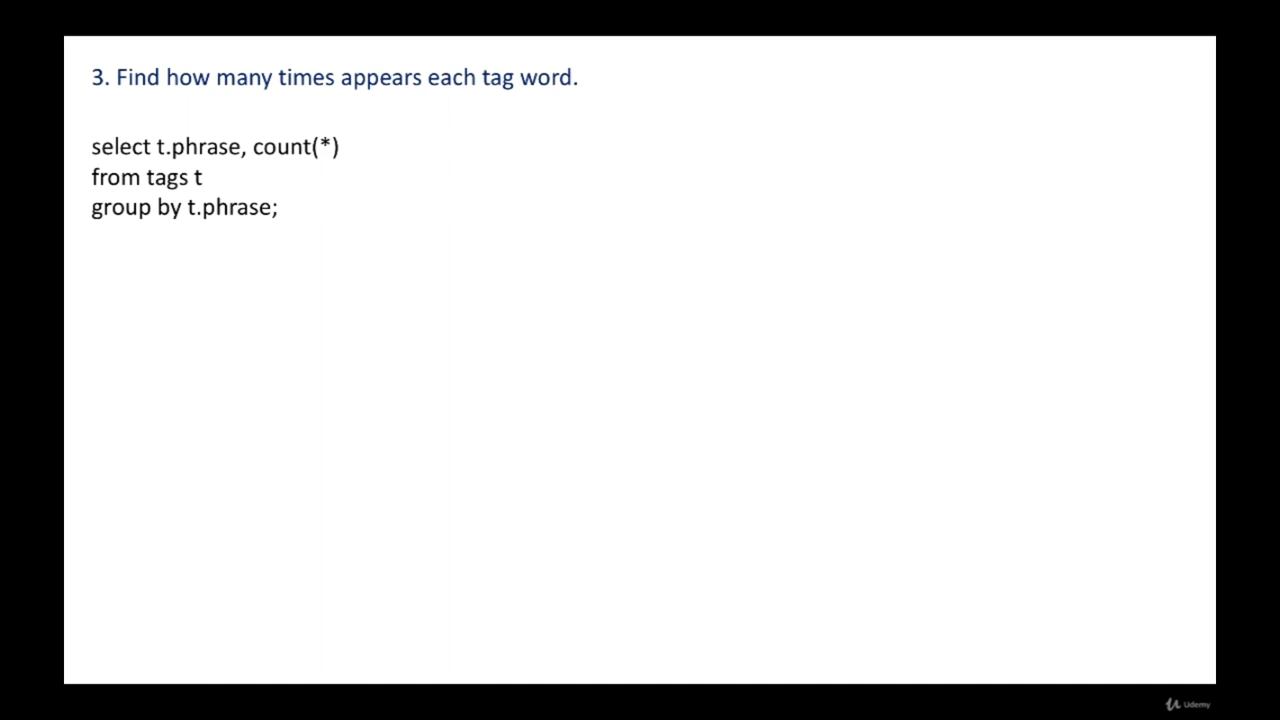 3. Find how many times appears each tag word.
select t.phrase, count(*)
from tags t
group by t.phrase;
Udemy